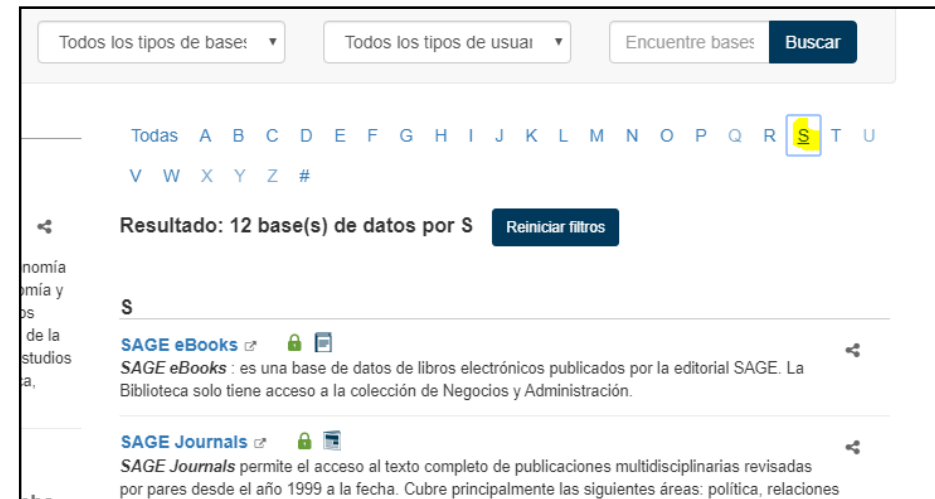 Todos los tipos de base: Todos los tipos de usuai Encuentre bases Buscar
Todas A B C D E F G H I J K L M N O P Q R S T U
V W X Y Z #
Resultado: 12 base(s) de datos por S Reiniciar filtros
nomía
omía y
os
de la
studios
ca,
S
SAGE eBooks
SAGE eBooks : es una base de datos de libros electrónicos publicados por la editorial SAGE. La
Biblioteca solo tiene acceso a la colección de Negocios y Administración.
SAGE Journals
SAGE Journals permite el acceso al texto completo de publicaciones multidisciplinarias revisadas
por pares desde el año 1999 a la fecha. Cubre principalmente las siguientes áreas: política, relaciones